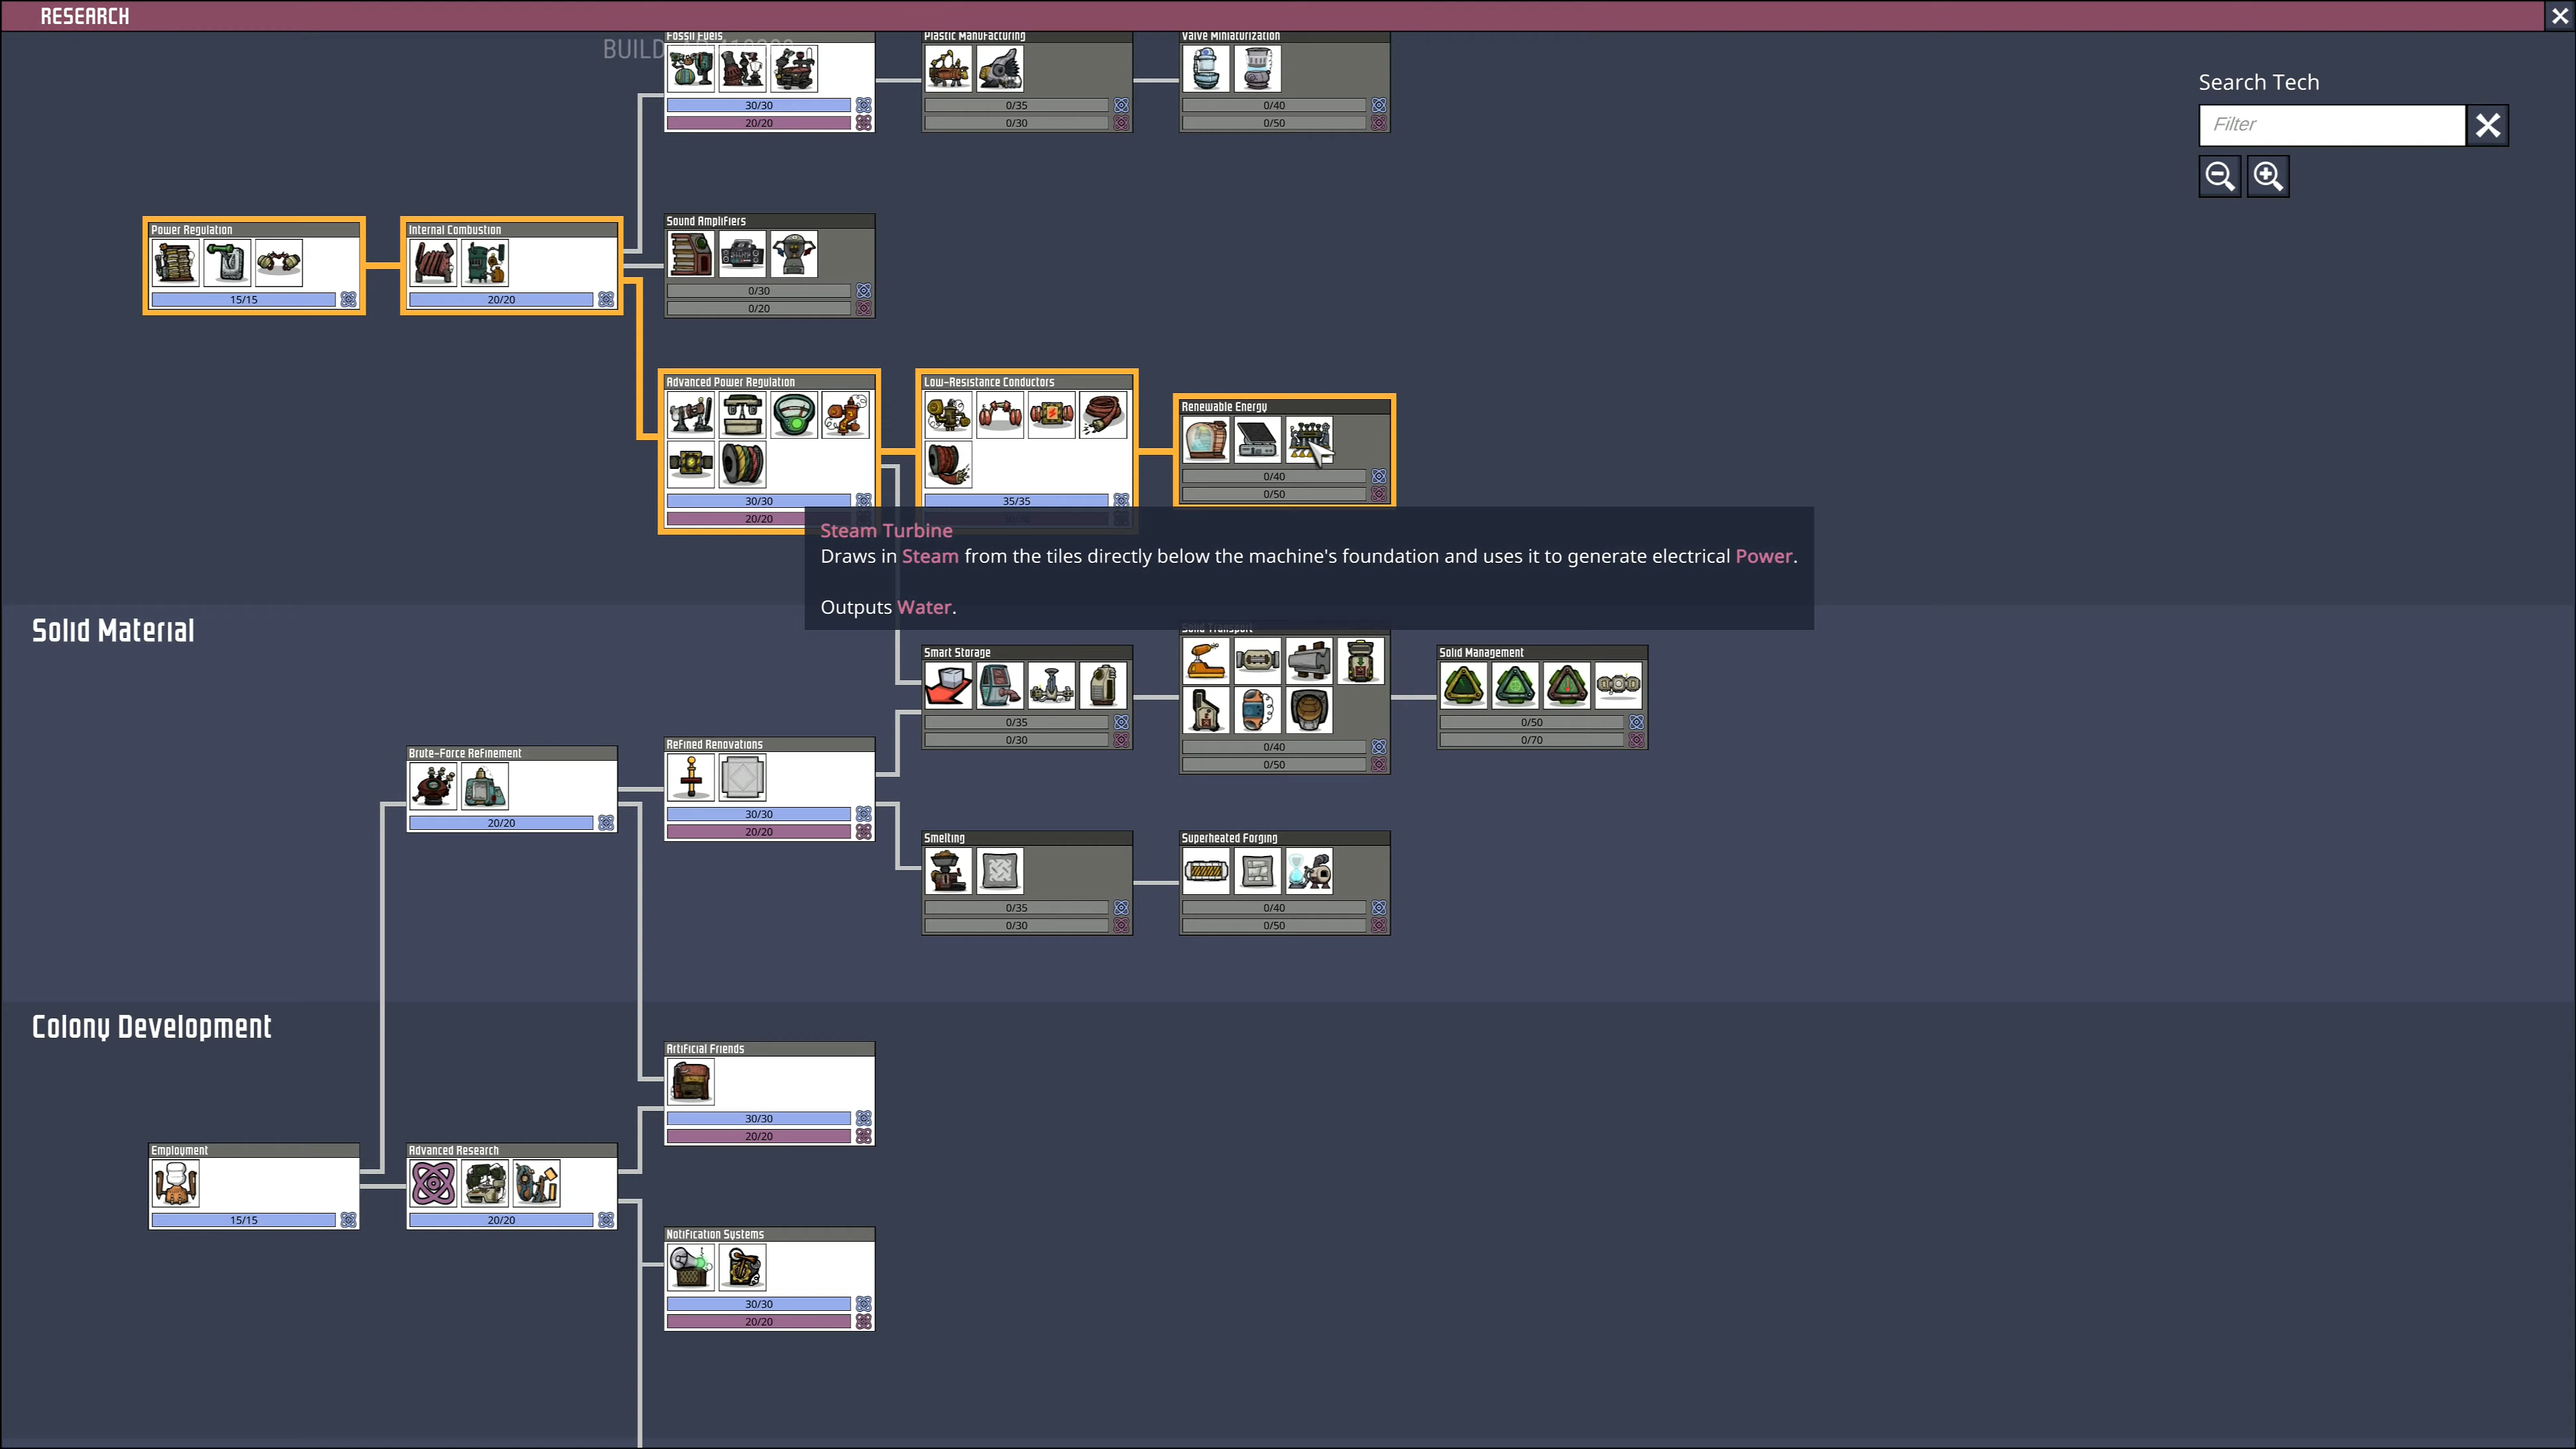 RESEARCH
BUILD
Fossil Fuels
30/30
20/20
Plastic Manufacturing
0/35
0/30
Valve Miniaturization
0/40
0/50
Search Tech
Filter
Power Regulation
15/15
Internal Combustion
20/20
Sound Amplifiers
0/30
0/20
Advanced Power Regulation
30/30
20/20
Low-Resistance Conductors
35/35
Renewable Energy
0/40
0/50
Steam Turbine
Draws in Steam from the tiles directly below the machine's foundation and uses it to generate electrical Power.
Outputs Water.
Solid Material
Smart Storage
0/35
0/30
Solid Transport
0/40
0/50
Solid Management
0/50
0/70
Brute-Force Refinement
20/20
Refined Renovations
30/30
20/20
Smelting
0/35
0/30
Superheated Forging
0/40
0/50
Colony Development
Artificial Friends
30/30
20/20
Employment
15/15
Advanced Research
20/20
Notification Systems
30/30
20/20